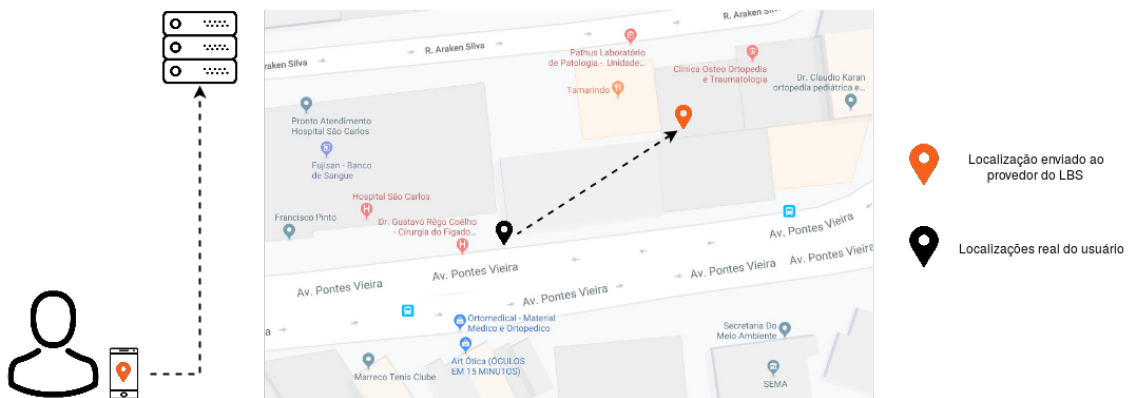 R. Araken Silva
R. Araken Silva
Araken Silva
Pathus Laboratório
de Patologia - Unidade...
Clínica Osteo Ortopedia
e Traumatologia
Dr. Claudio Karan
ortopedia pediátrica e...
Tamarindo
Pronto Atendimento
Hospital São Carlos
Fujisan - Banco
de Sangue
Hospital São Carlos
Francisco Pinto
Dr. Gustavo Rêgo Coêlho
- Cirurgia do Fígado...
Av. Pontes Vieira
Av. Pontes Vieira
Av. Pontes Vieira
Av. Pontes Vieira
Av. Pontes Vieira
Av. Pontes Vieira
Ortomedical - Material
Medico e Ortopedico
Art Ótica (ÓCULOS
EM 15 MINUTOS)
Marreco Tenis Clube
Secretaria Do
Meio Ambiente
SEMA
Localização enviado ao
provedor do LBS
Localizações real do usuário